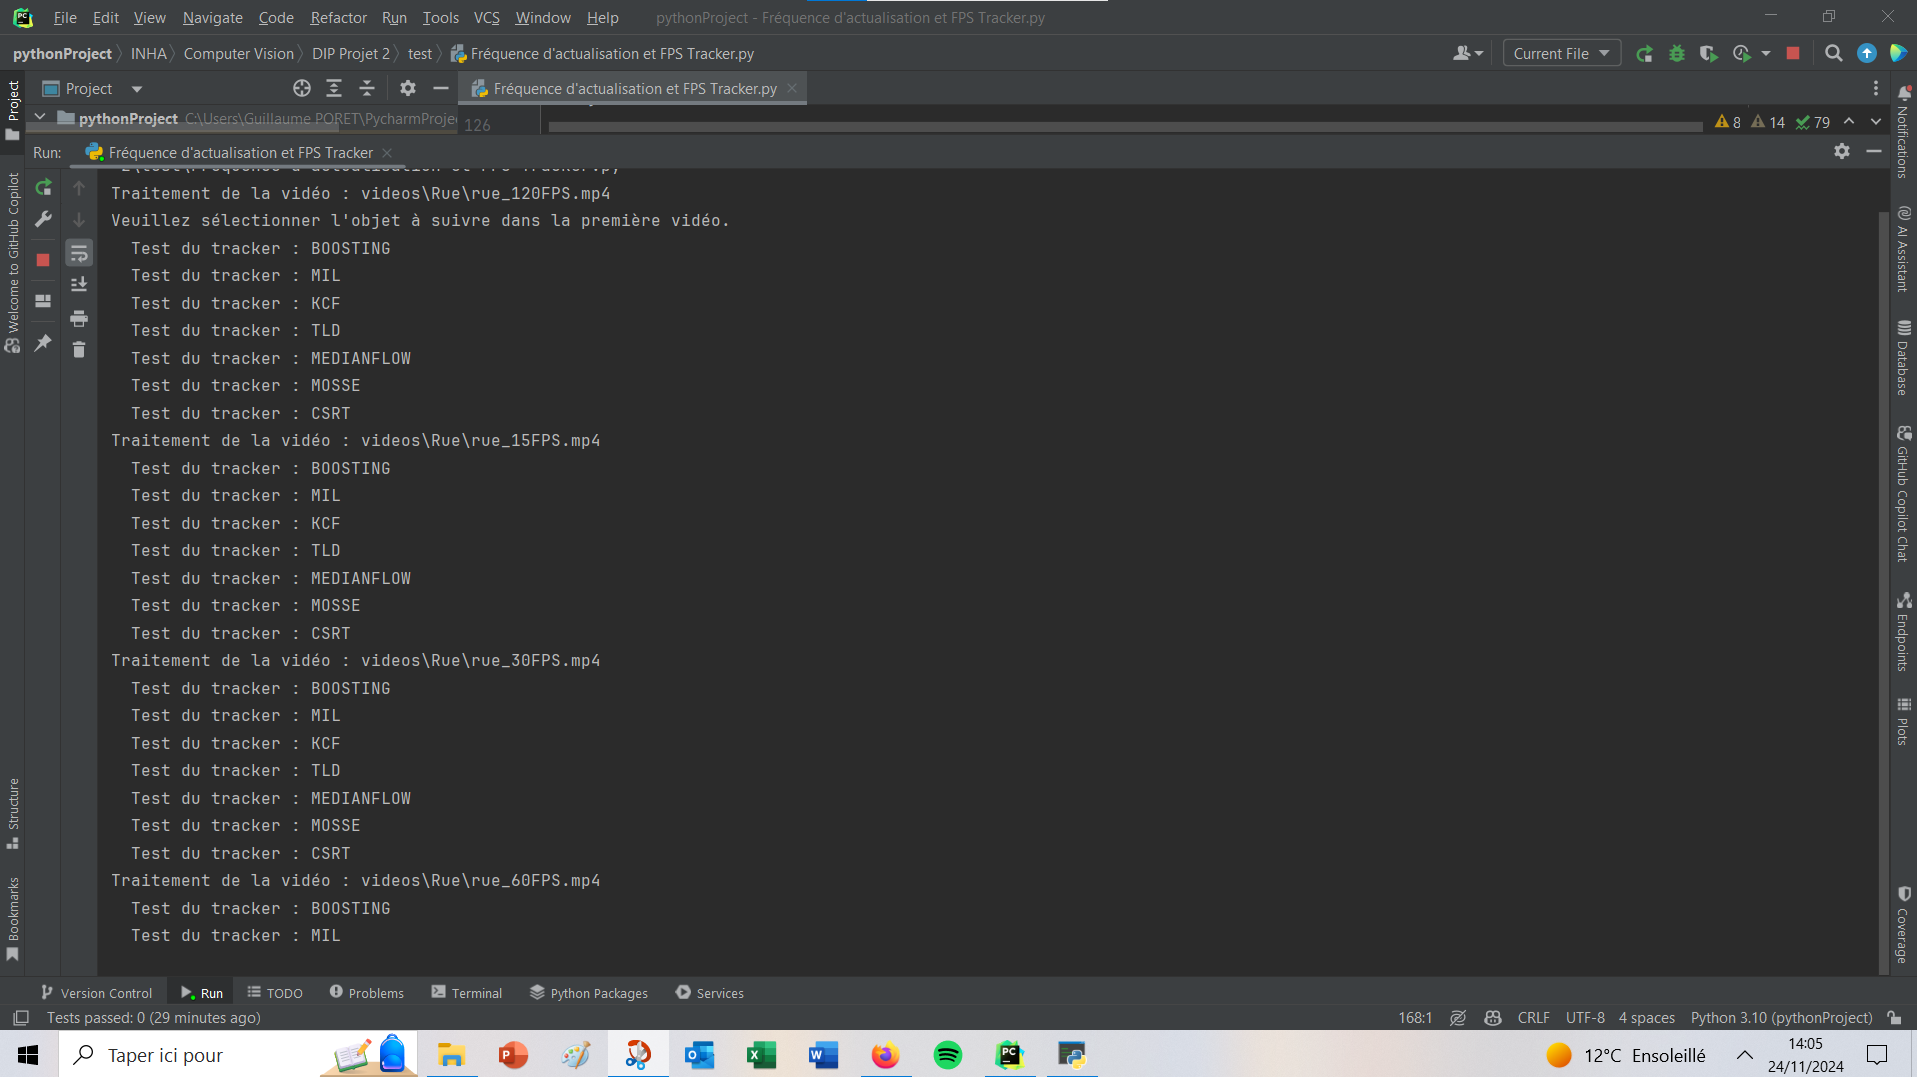 File Edit View Navigate Code Refactor Run Tools VCS Window Help pythonProject - Fréquence d'actualisation et FPS Tracker.py
pythonProject INHA Computer Vision DIP Projet 2 test Fréquence d'actualisation et FPS Tracker.py Current File
Project Fréquence d'actualisation et FPS Tracker.py
pythonProject C:\Users\Guillaume PORET\PycharmProje 126 8 14 79
Run: Fréquence d'actualisation et FPS Tracker
Traitement de la vidéo : videos\Rue\rue_120FPS.mp4
Veuillez sélectionner l'objet à suivre dans la première vidéo.
Test du tracker : BOOSTING
Test du tracker : MIL
Test du tracker : KCF
Test du tracker : TLD
Test du tracker : MEDIANFLOW
Test du tracker : MOSSE
Test du tracker : CSRT
Traitement de la vidéo : videos\Rue\rue_15FPS.mp4
Test du tracker : BOOSTING
Test du tracker : MIL
Test du tracker : KCF
Test du tracker : TLD
Test du tracker : MEDIANFLOW
Test du tracker : MOSSE
Test du tracker : CSRT
Traitement de la vidéo : videos\Rue\rue_30FPS.mp4
Test du tracker : BOOSTING
Test du tracker : MIL
Test du tracker : KCF
Test du tracker : TLD
Test du tracker : MEDIANFLOW
Test du tracker : MOSSE
Test du tracker : CSRT
Traitement de la vidéo : videos\Rue\rue_60FPS.mp4
Test du tracker : BOOSTING
Test du tracker : MIL
Project
Welcome to GitHub Copilot
Structure
Bookmarks
Notifications
AI Assistant
Database
GitHub Copilot Chat
Endpoints
Plots
Coverage
Version Control Run TODO Problems Terminal Python Packages Services
Tests passed: 0 (29 minutes ago) 168:1 CRLF UTF-8 4 spaces Python 3.10 (pythonProject)
Taper ici pour 12°C Ensoleillé 14:05
24/11/2024